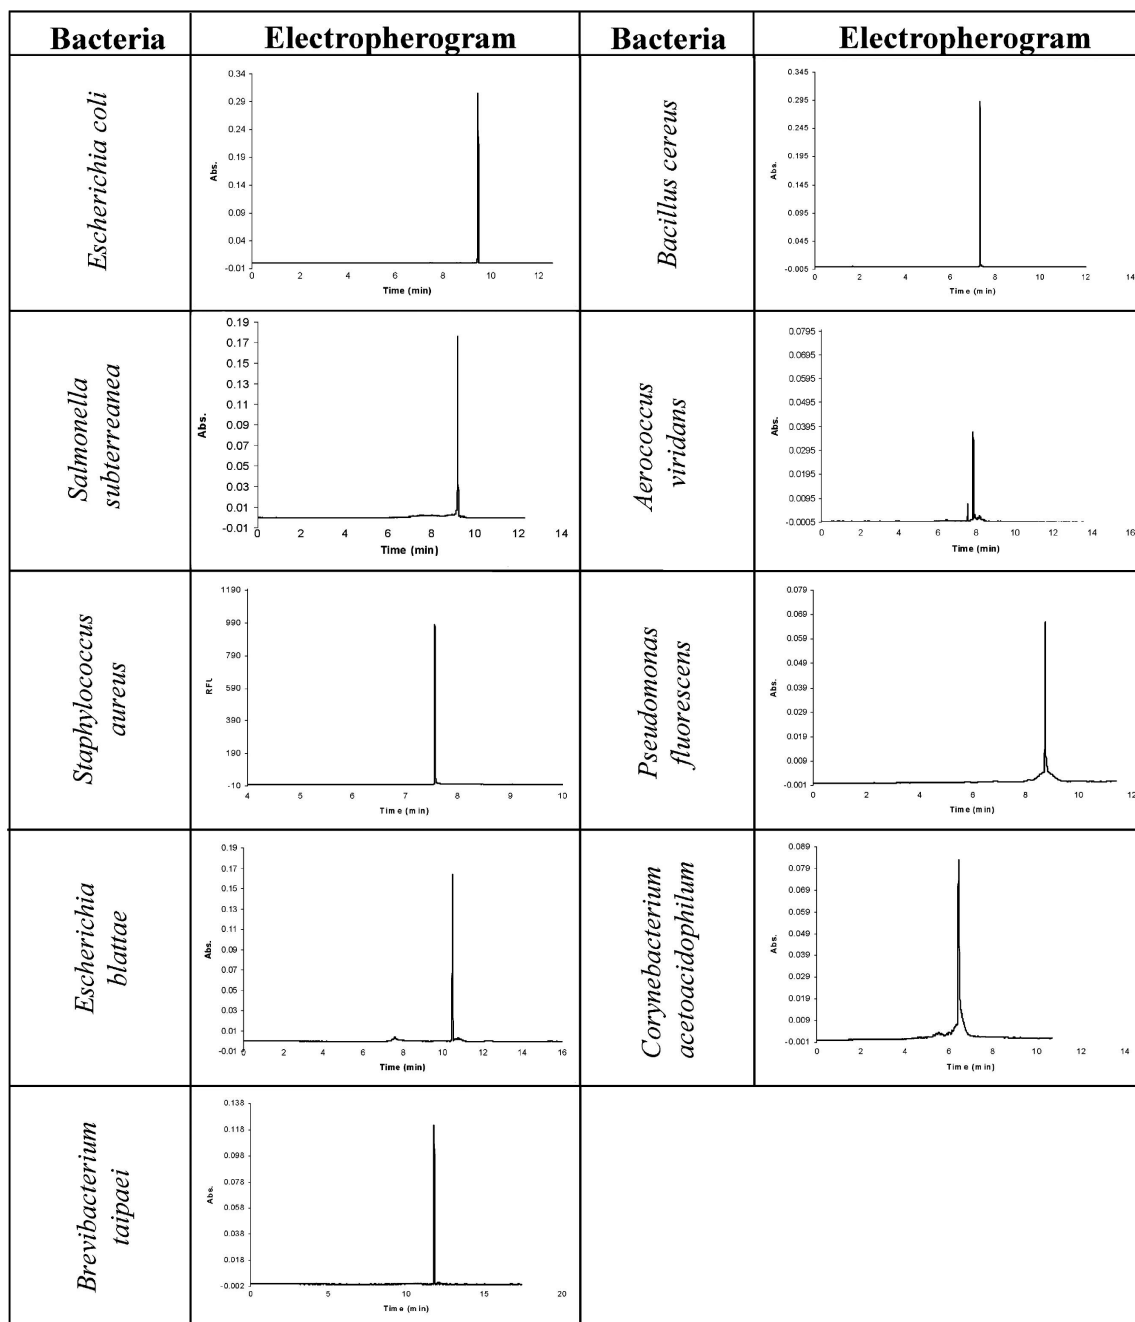 Bacteria Electropherogram Bacteria Electropherogram
Escherichia coli
0.34
0.29
0.24
0.19
0.14
0.09
0.04
-0.01
Abs.
0 2 4 6 8 10 12
Time (min)
Bacillus cereus
0.345
0.295
0.245
0.195
0.145
0.095
0.045
-0.005
Abs.
0 2 4 6 8 10 12 14
Time (min)
Salmonella
subterreanea
0.19
0.17
0.15
0.13
0.11
0.09
0.07
0.05
0.03
0.01
-0.01
Abs.
0 2 4 6 8 10 12 14
Time (min)
Aerococcus
viridans
0.0795
0.0695
0.0595
0.0495
0.0395
0.0295
0.0195
0.0095
-0.0005
Abs.
0 2 4 6 8 10 12 14 16
Time (min)
Staphylococcus
aureus
1190
990
790
590
390
190
-10
RFL
4 5 6 7 8 9 10
Time (min)
Pseudomonas
fluorescens
0.079
0.069
0.059
0.049
0.039
0.029
0.019
0.009
-0.001
Abs.
0 2 4 6 8 10 12
Time (min)
Escherichia
blattae
0.19
0.17
0.15
0.13
0.11
0.09
0.07
0.05
0.03
0.01
-0.01
Abs.
0 2 4 6 8 10 12 14 16
Time (min)
Corynebacterium
acetoacidophilum
0.089
0.079
0.069
0.059
0.049
0.039
0.029
0.019
0.009
-0.001
Abs.
0 2 4 6 8 10 12 14
Time (min)
Brevibacterium
taipaei
0.138
0.118
0.098
0.078
0.058
0.038
0.018
-0.002
Abs.
0 5 10 15 20
Time (min)